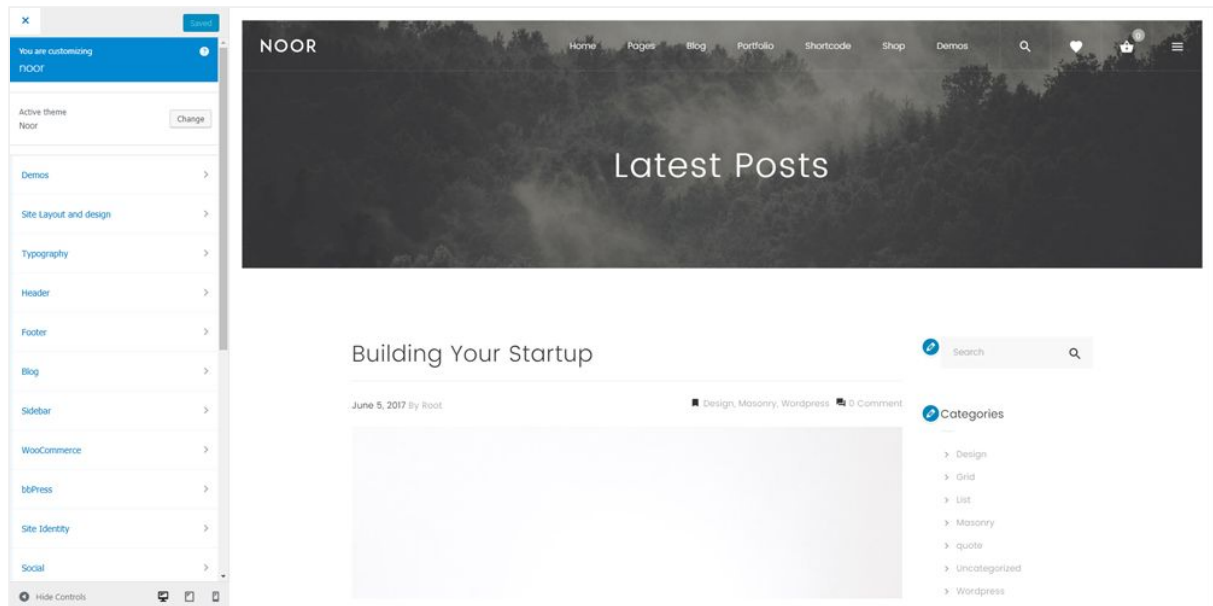 Saved
You are customizing
noor
Active theme
Noor
Change
Demos
Site Layout and design
Typography
Header
Footer
Blog
Sidebar
WooCommerce
bbPress
Site Identity
Social
Hide Controls
NOOR
Home Pages Blog Portfolio Shortcode Shop Demos 0
Latest Posts
Building Your Startup
June 5, 2017 By Root
Design, Masonry, Wordpress 0 Comment
Search
Categories
Design
Grid
List
Masonry
quote
Uncategorized
Wordpress